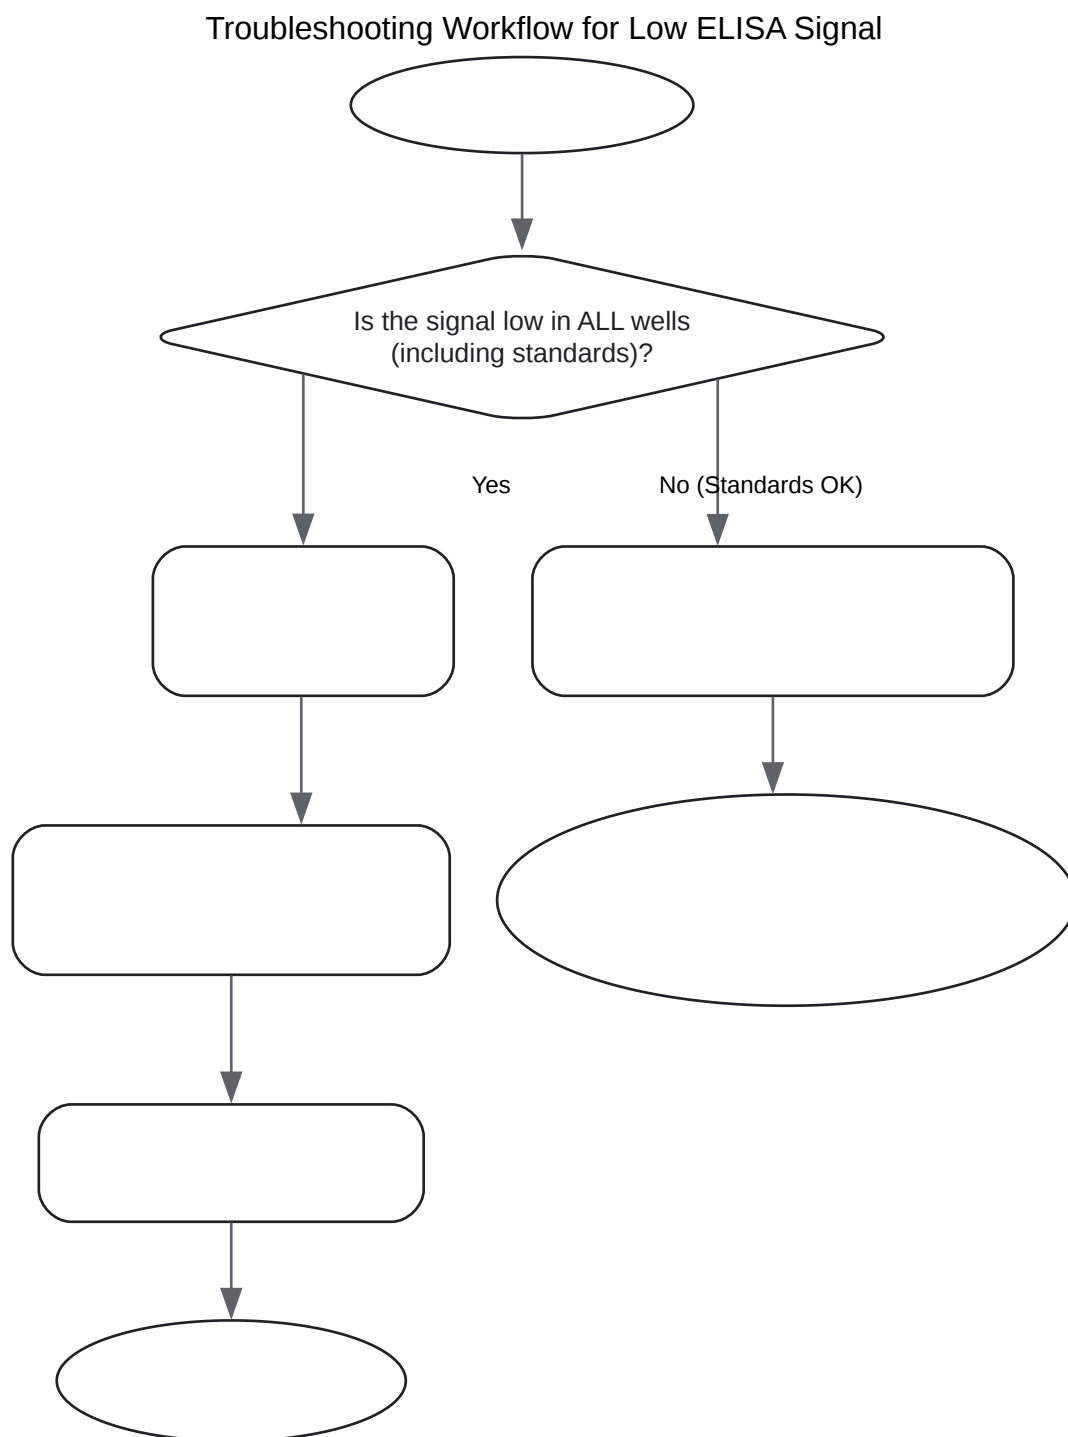 Troubleshooting Workflow for Low ELISA Signal
Is the signal low in ALL wells
(including standards)?
Yes
No (Standards OK)